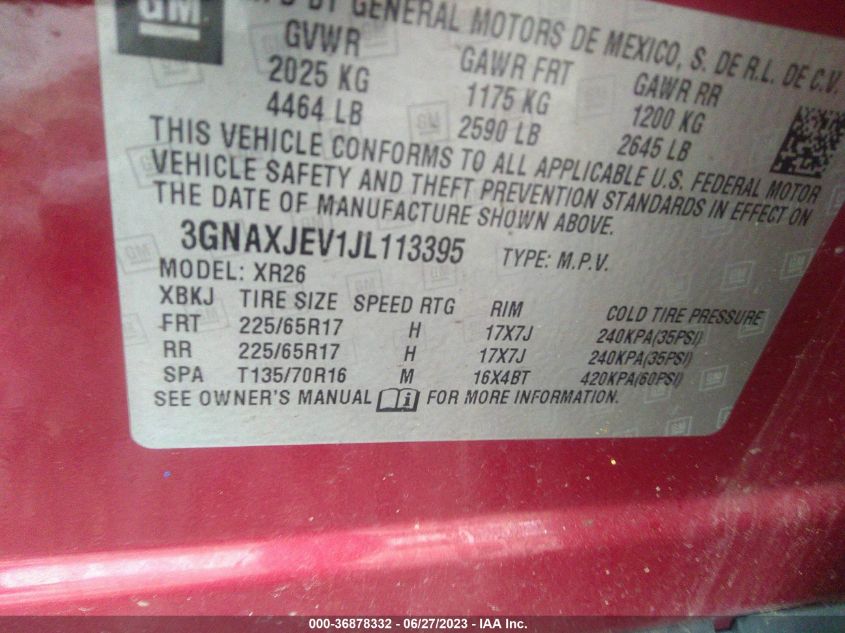 GM
BY GENERAL MOTORS DE MEXICO, S. DE R.L. DE C.V.
GVWR GAWR FRT GAWR RR
2025 KG 1175 KG 1200 KG
4464 LB 2590 LB 2645 LB
THIS VEHICLE CONFORMS TO ALL APPLICABLE U.S. FEDERAL MOTOR
VEHICLE SAFETY AND THEFT PREVENTION STANDARDS IN EFFECT ON
THE DATE OF MANUFACTURE SHOWN ABOVE.
3GNAXJEV1JL113395 TYPE: M.P.V.
MODEL: XR26
XBKJ TIRE SIZE SPEED RTG RIM COLD TIRE PRESSURE
FRT 225/65R17 H 17X7J 240KPA(35PSI)
RR 225/65R17 H 17X7J 240KPA(35PSI)
SPA T135/70R16 M 16X4BT 420KPA(60PSI)
SEE OWNER'S MANUAL i FOR MORE INFORMATION.
000-36878332 - 06/27/2023 - IAA Inc.